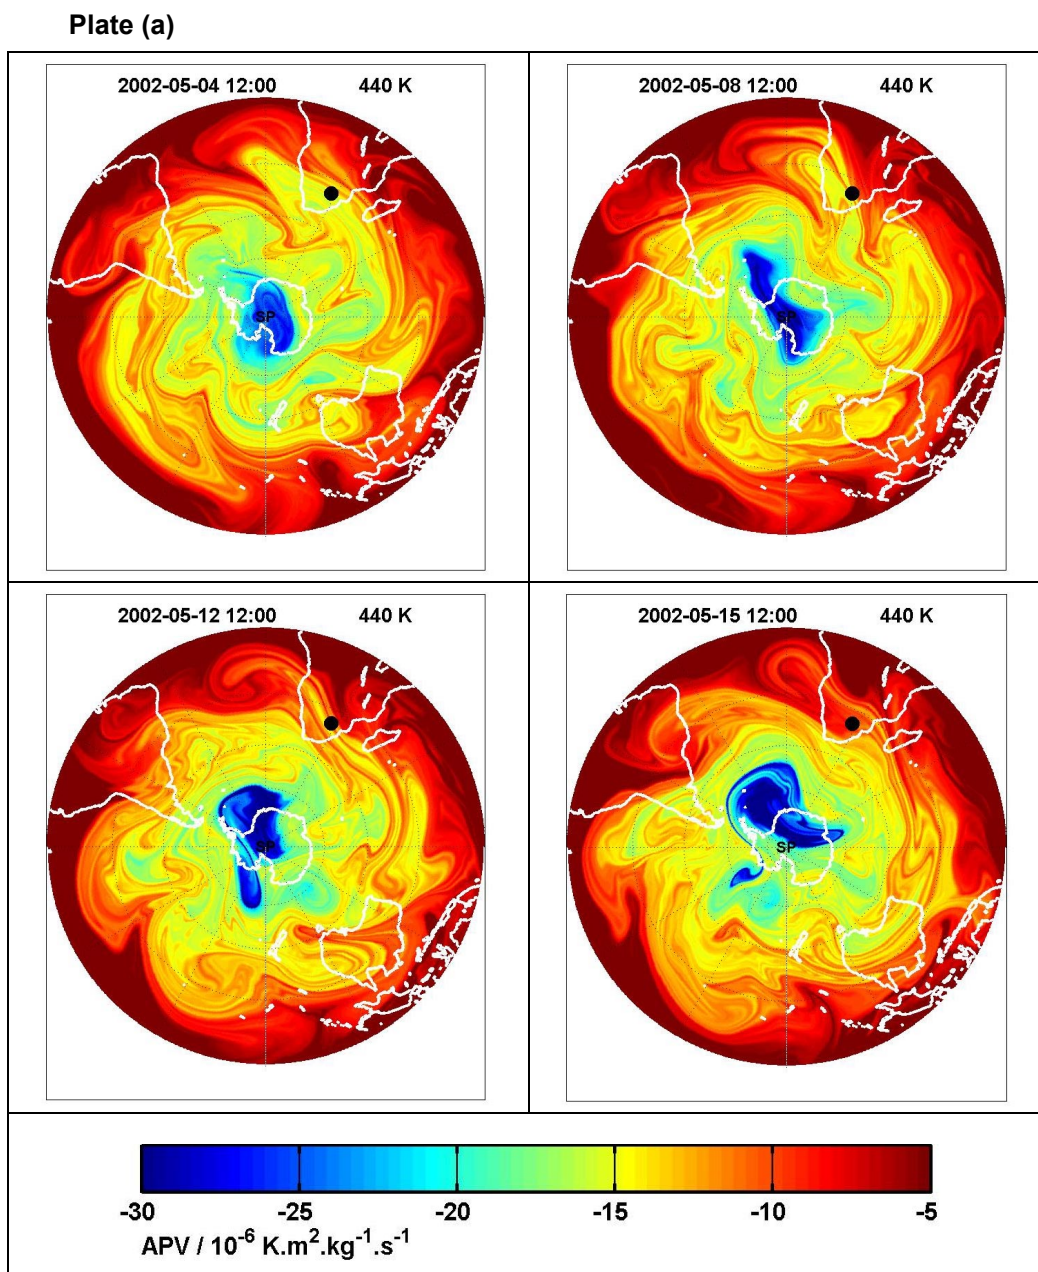 Plate (a)
2002-05-04 12:00 440 K
2002-05-08 12:00 440 K
SP
SP
2002-05-12 12:00 440 K
2002-05-15 12:00 440 K
SP
SP
-30 -25 -20 -15 -10 -5
APV / 10⁻⁶ K.m².kg⁻¹.s⁻¹